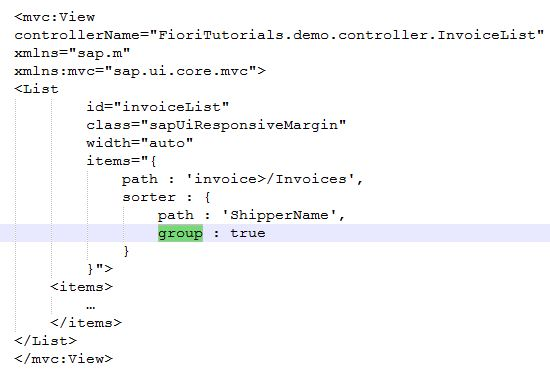 <mvc:View
controllerName="FioriTutorials.demo.controller.InvoiceList"
xmlns="sap.m"
xmlns:mvc="sap.ui.core.mvc">
<List
id="invoiceList"
class="sapUiResponsiveMargin"
width="auto"
items="{
path : 'invoice>/Invoices',
sorter : {
path : 'ShipperName',
group : true
}
}">
<items>
…
</items>
</List>
</mvc:View>